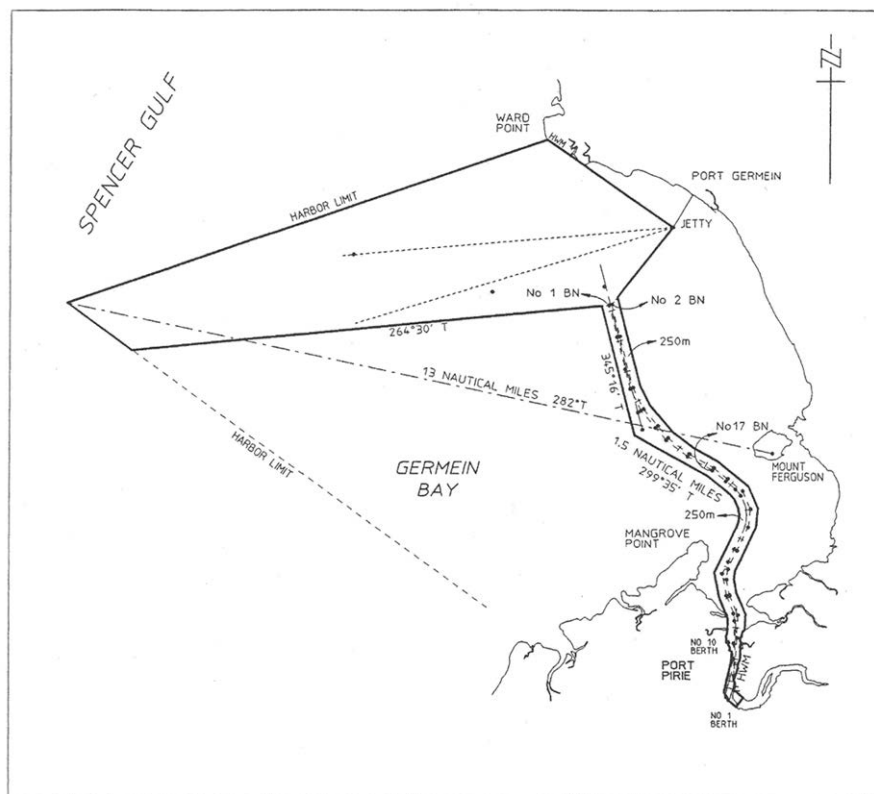 SPENCER GULF
N
WARD
POINT
HWM
PORT GERMEIN
HARBOR LIMIT
JETTY
No 1 BN
No 2 BN
264°30' T
250m
345°16' T
13 NAUTICAL MILES 282°T
No17 BN
HARBOR LIMIT
GERMEIN
BAY
1.5 NAUTICAL MILES
299°35' T
MOUNT
FERGUSON
250m
MANGROVE
POINT
NO 10
BERTH
PORT
PIRIE
HWM
NO 1
BERTH